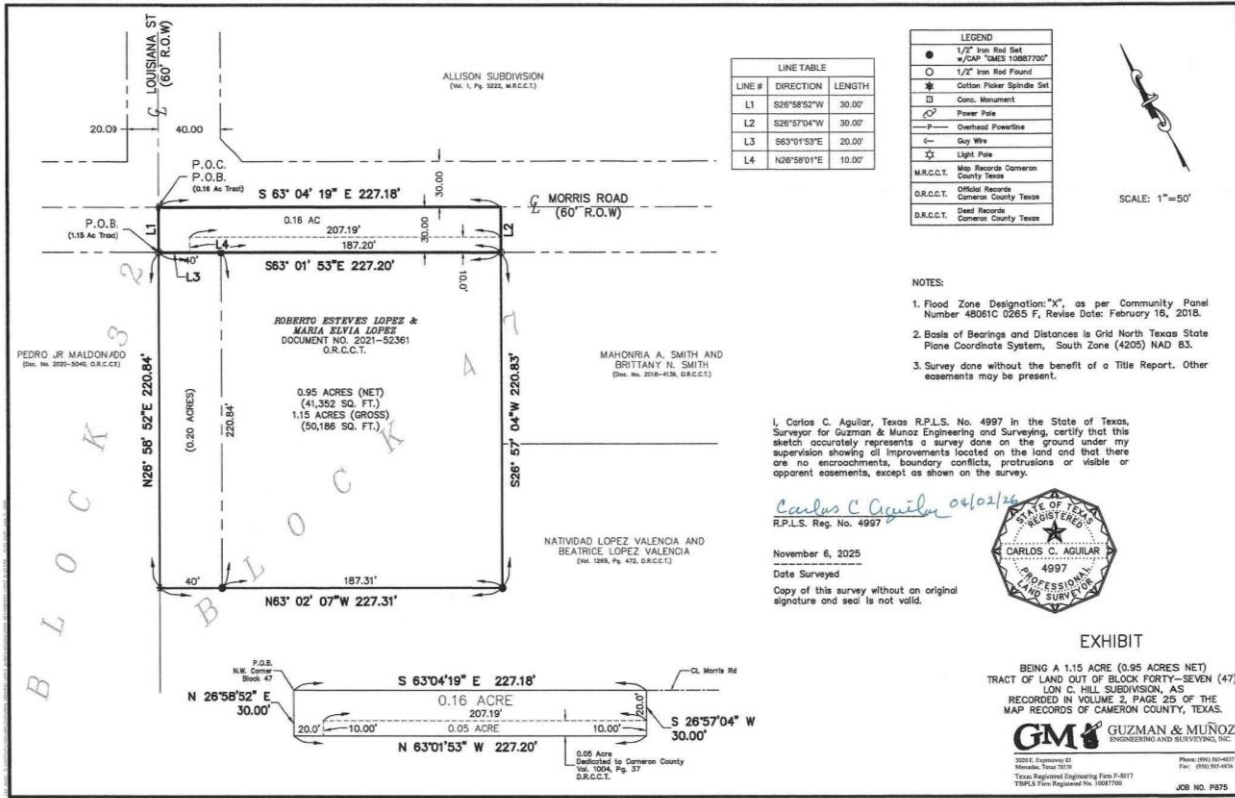 LOUISIANA ST
(60' R.O.W)
ALLISON SUBDIVISION
(Vol. 1, Pg. 3222, M.R.C.C.T.)
20.00
40.00
P.O.C.
P.O.B.
(0.16 Ac Tract)
S 63° 04' 19" E 227.18'
30.00
MORRIS ROAD
(60' R.O.W)
P.O.B.
(1.15 Ac Tract)
L1
0.16 AC
207.19'
30.00
L2
L4
187.20'
40'
L3
S63° 01' 53"E 227.20'
10.0'
BLOCK 32
BLOCK 47
ROBERTO ESTEVES LOPEZ &
MARIA ELVIA LOPEZ
DOCUMENT NO. 2021-52361
O.R.C.C.T.
0.95 ACRES (NET)
(41,352 SQ. FT.)
1.15 ACRES (GROSS)
(50,186 SQ. FT.)
PEDRO JR MALDONADO
(Doc. No. 2020-5045, O.R.C.C.T.)
MAHONRIA A. SMITH AND
BRITTANY N. SMITH
(Doc. No. 2018-4138, O.R.C.C.T.)
N26° 58' 52"E 220.84'
(0.20 ACRES)
220.84'
S26° 57' 04"W 220.83'
NATIVIDAD LOPEZ VALENCIA AND
BEATRICE LOPEZ VALENCIA
(Vol. 1269, Pg. 472, O.R.C.C.T.)
40'
187.31'
N63° 02' 07"W 227.31'
P.O.B.
N.W. Corner
Block 47
CL Morris Rd
S 63°04'19" E 227.18'
N 26°58'52" E
30.00'
0.16 ACRE
207.19'
20.0'
20.0'
10.00'
0.05 ACRE
10.00'
S 26°57'04" W
30.00'
N 63°01'53" W 227.20'
0.05 Acre
Dedicated to Cameron County
Vol. 1004, Pg. 37
D.R.C.C.T.
LINE TABLE
LINE # DIRECTION LENGTH
L1 S26°58'52"W 30.00'
L2 S26°57'04"W 30.00'
L3 S63°01'53"E 20.00'
L4 N26°58'01"E 10.00'
LEGEND
1/2" Iron Rod Set
w/CAP "GMES 10087700"
1/2" Iron Rod Found
Cotton Picker Spindle Set
Conc. Monument
Power Pole
P Overhead Powerline
Guy Wire
Light Pole
M.R.C.C.T. Map Records Cameron
County Texas
O.R.C.C.T. Official Records
Cameron County Texas
D.R.C.C.T. Deed Records
Cameron County Texas
SCALE: 1"=50'
NOTES:
1. Flood Zone Designation:"X", as per Community Panel
Number 48061C 0265 F, Revise Date: February 16, 2018.
2. Basis of Bearings and Distances is Grid North Texas State
Plane Coordinate System, South Zone (4205) NAD 83.
3. Survey done without the benefit of a Title Report. Other
easements may be present.
I, Carlos C. Aguilar, Texas R.P.L.S. No. 4997 in the State of Texas,
Surveyor for Guzman & Munoz Engineering and Surveying, certify that this
sketch accurately represents a survey done on the ground under my
supervision showing all improvements located on the land and that there
are no encroachments, boundary conflicts, protrusions or visible or
apparent easements, except as shown on the survey.
Carlos C Aguilar 04/02/26
R.P.L.S. Reg. No. 4997
November 6, 2025
Date Surveyed
Copy of this survey without an original
signature and seal is not valid.
STATE OF TEXAS
REGISTERED
CARLOS C. AGUILAR
4997
PROFESSIONAL
LAND SURVEYOR
EXHIBIT
BEING A 1.15 ACRE (0.95 ACRES NET)
TRACT OF LAND OUT OF BLOCK FORTY-SEVEN (47)
LON C. HILL SUBDIVISION, AS
RECORDED IN VOLUME 2, PAGE 25 OF THE
MAP RECORDS OF CAMERON COUNTY, TEXAS.
GM GUZMAN & MUÑOZ
ENGINEERING AND SURVEYING, INC.
Mercedes, Texas 78570
Texas Registered Engineering Firm F-8017
TBPLS Firm Registered No. 10087700
JOB NO. P875